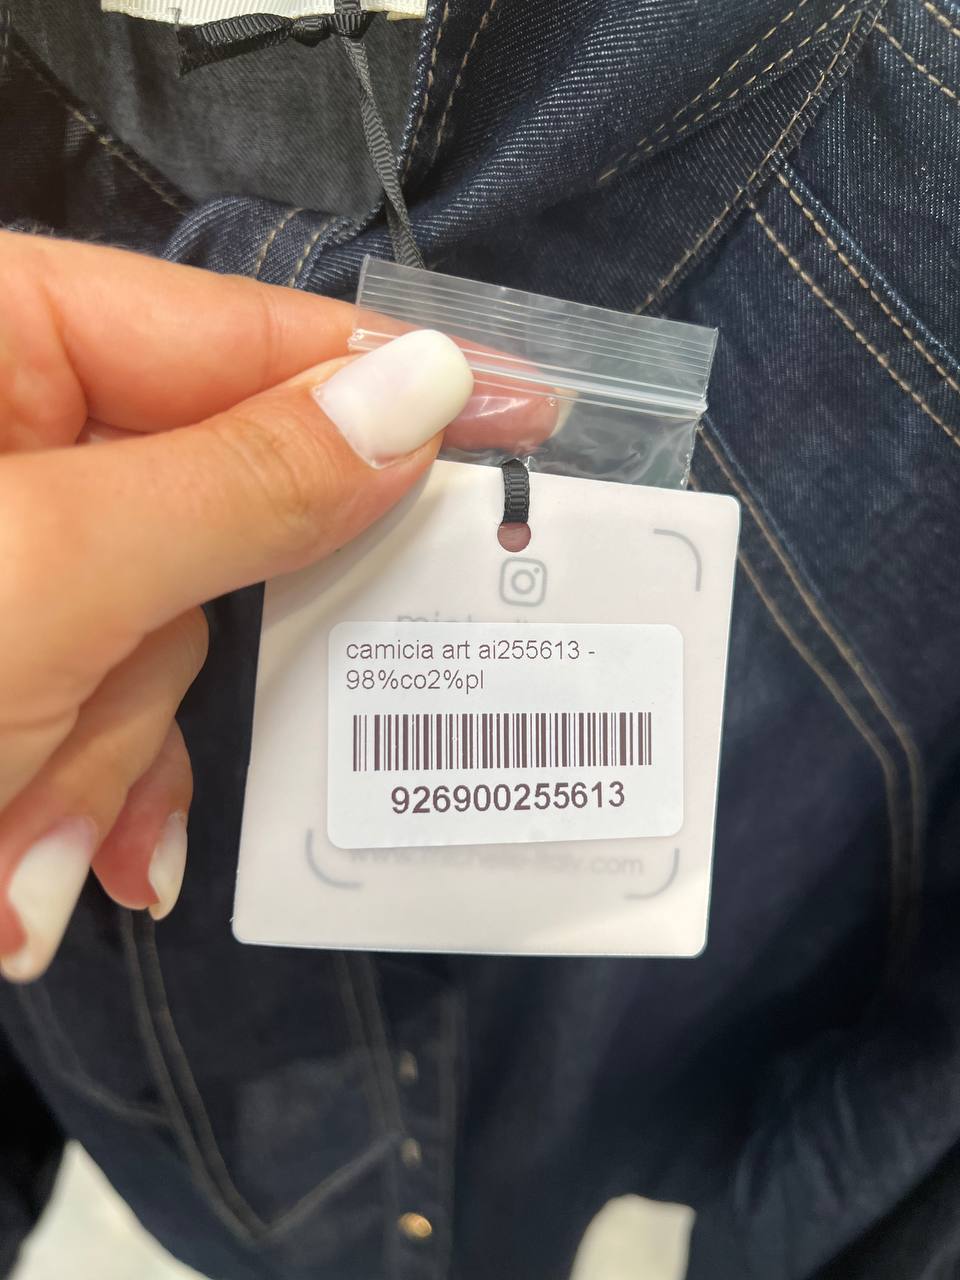 camicia art ai255613 -
98%co2%pl
926900255613